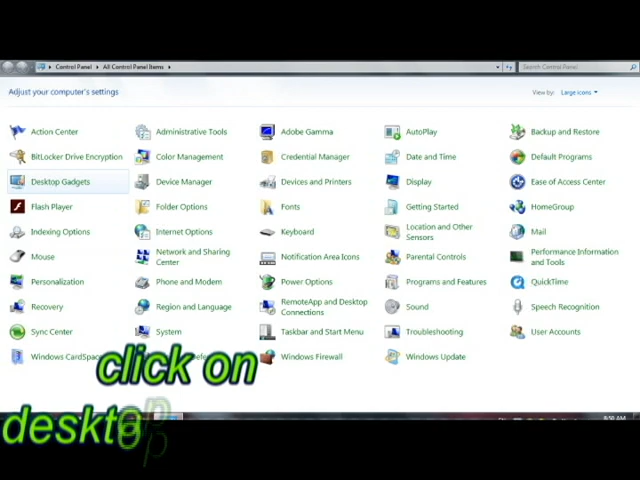 Control Panel ▸ All Control Panel Items ▸
Search Control Panel
Adjust your computer's settings
View by: Large icons
Action Center
Administrative Tools
Adobe Gamma
AutoPlay
Backup and Restore
BitLocker Drive Encryption
Color Management
Credential Manager
Date and Time
Default Programs
Desktop Gadgets
Device Manager
Devices and Printers
Display
Ease of Access Center
Flash Player
Folder Options
Fonts
Getting Started
HomeGroup
Indexing Options
Internet Options
Keyboard
Location and Other
Sensors
Mail
Mouse
Network and Sharing
Center
Notification Area Icons
Parental Controls
Performance Information
and Tools
Personalization
Phone and Modem
Power Options
Programs and Features
QuickTime
Recovery
Region and Language
RemoteApp and Desktop
Connections
Sound
Speech Recognition
Sync Center
System
Taskbar and Start Menu
Troubleshooting
User Accounts
Windows CardSpace
Windows Firewall
Windows Update
click on
desktop